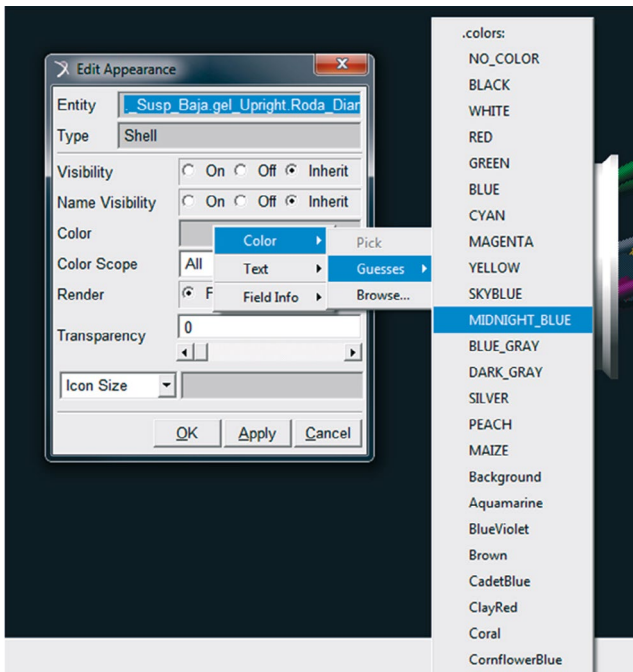 Edit Appearance
Entity ._Susp_Baja.gel_Upright.Roda_Dian
Type Shell
Visibility On Off Inherit
Name Visibility On Off Inherit
Color
Color Scope All
Render F
Transparency 0
Icon Size
OK Apply Cancel
Color
Text
Field Info
Pick
Guesses
Browse...
.colors:
NO_COLOR
BLACK
WHITE
RED
GREEN
BLUE
CYAN
MAGENTA
YELLOW
SKYBLUE
MIDNIGHT_BLUE
BLUE_GRAY
DARK_GRAY
SILVER
PEACH
MAIZE
Background
Aquamarine
BlueViolet
Brown
CadetBlue
ClayRed
Coral
CornflowerBlue